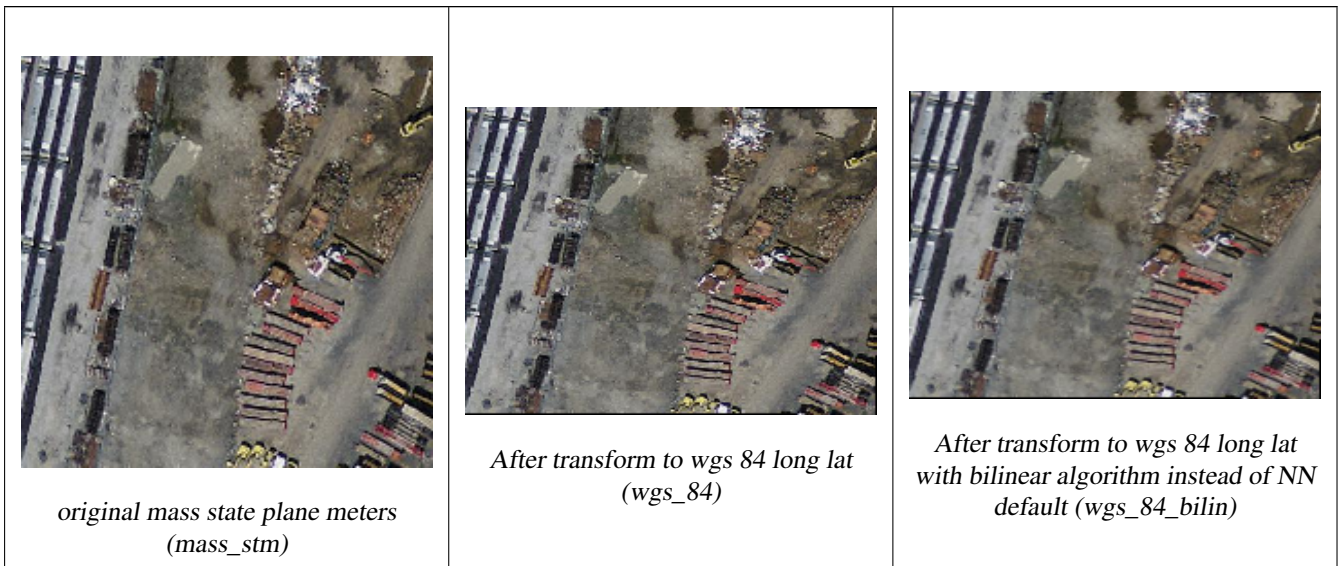 original mass state plane meters
(mass_stm)
After transform to wgs 84 long lat
(wgs_84)
After transform to wgs 84 long lat
with bilinear algorithm instead of NN
default (wgs_84_bilin)